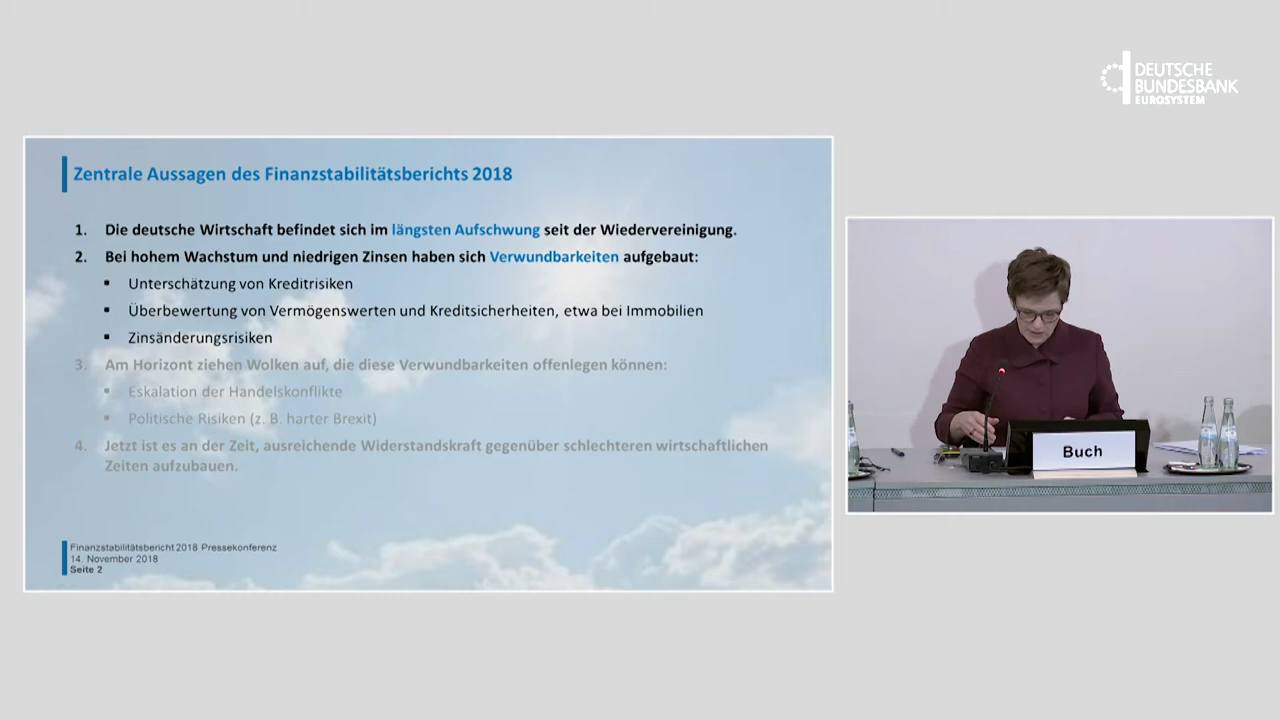 DEUTSCHE
BUNDESBANK
EUROSYSTEM
Zentrale Aussagen des Finanzstabilitätsberichts 2018
1. Die deutsche Wirtschaft befindet sich im längsten Aufschwung seit der Wiedervereinigung.
2. Bei hohem Wachstum und niedrigen Zinsen haben sich Verwundbarkeiten aufgebaut:
▪ Unterschätzung von Kreditrisiken
▪ Überbewertung von Vermögenswerten und Kreditsicherheiten, etwa bei Immobilien
▪ Zinsänderungsrisiken
3. Am Horizont ziehen Wolken auf, die diese Verwundbarkeiten offenlegen können:
▪ Eskalation der Handelskonflikte
▪ Politische Risiken (z. B. harter Brexit)
4. Jetzt ist es an der Zeit, ausreichende Widerstandskraft gegenüber schlechteren wirtschaftlichen
Zeiten aufzubauen.
Finanzstabilitätsbericht 2018 Pressekonferenz
14. November 2018
Seite 2
Buch